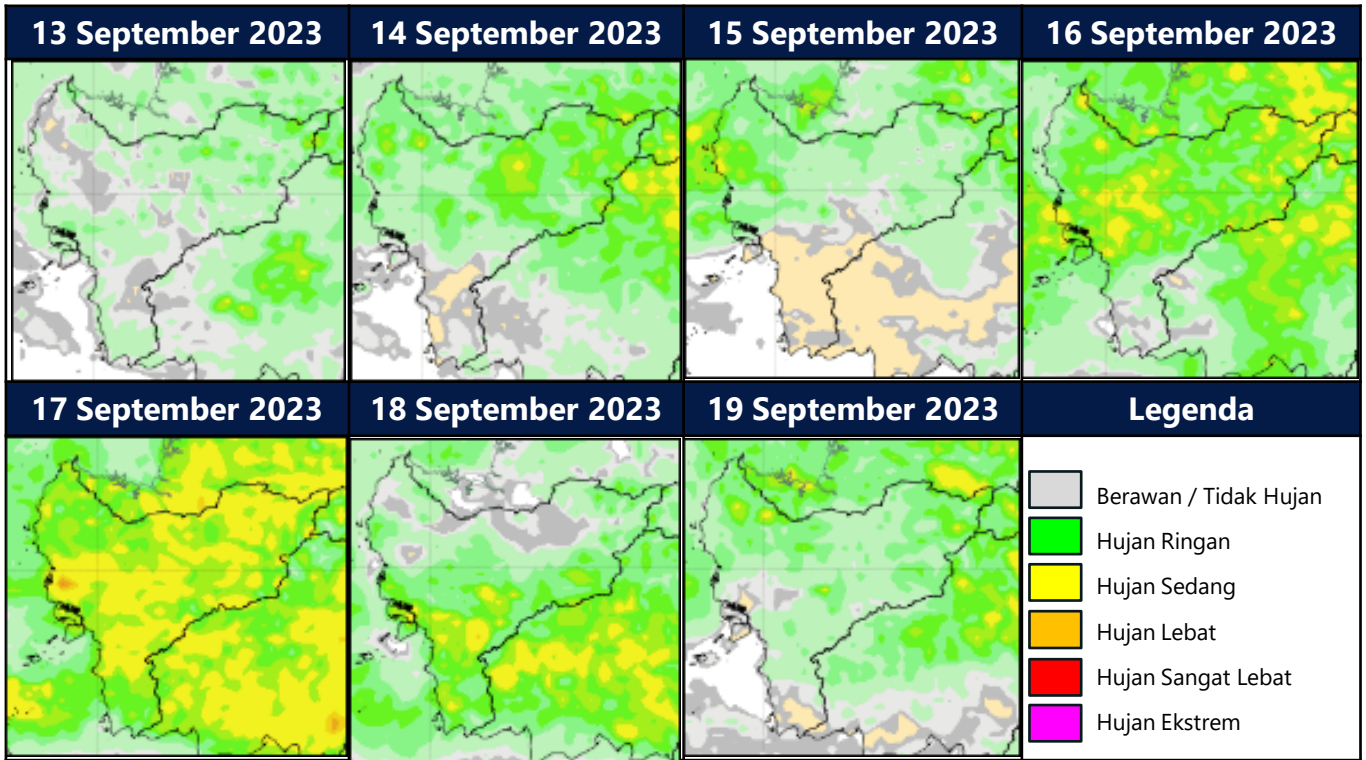 13 September 2023
14 September 2023
15 September 2023
16 September 2023
17 September 2023
18 September 2023
19 September 2023
Legenda
Berawan / Tidak Hujan
Hujan Ringan
Hujan Sedang
Hujan Lebat
Hujan Sangat Lebat
Hujan Ekstrem